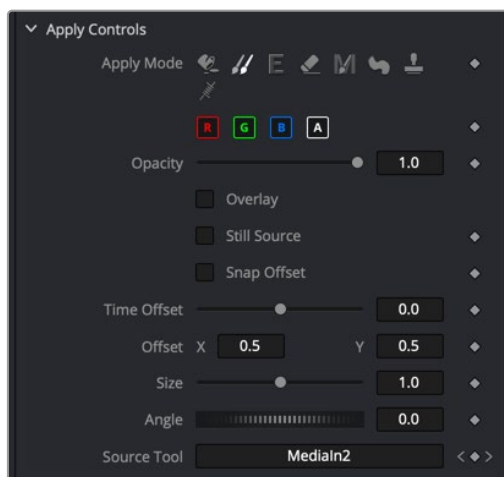 Apply Controls
Apply Mode
R G B A
Opacity 1.0
Overlay
Still Source
Snap Offset
Time Offset 0.0
Offset X 0.5 Y 0.5
Size 1.0
Angle 0.0
Source Tool MediaIn2